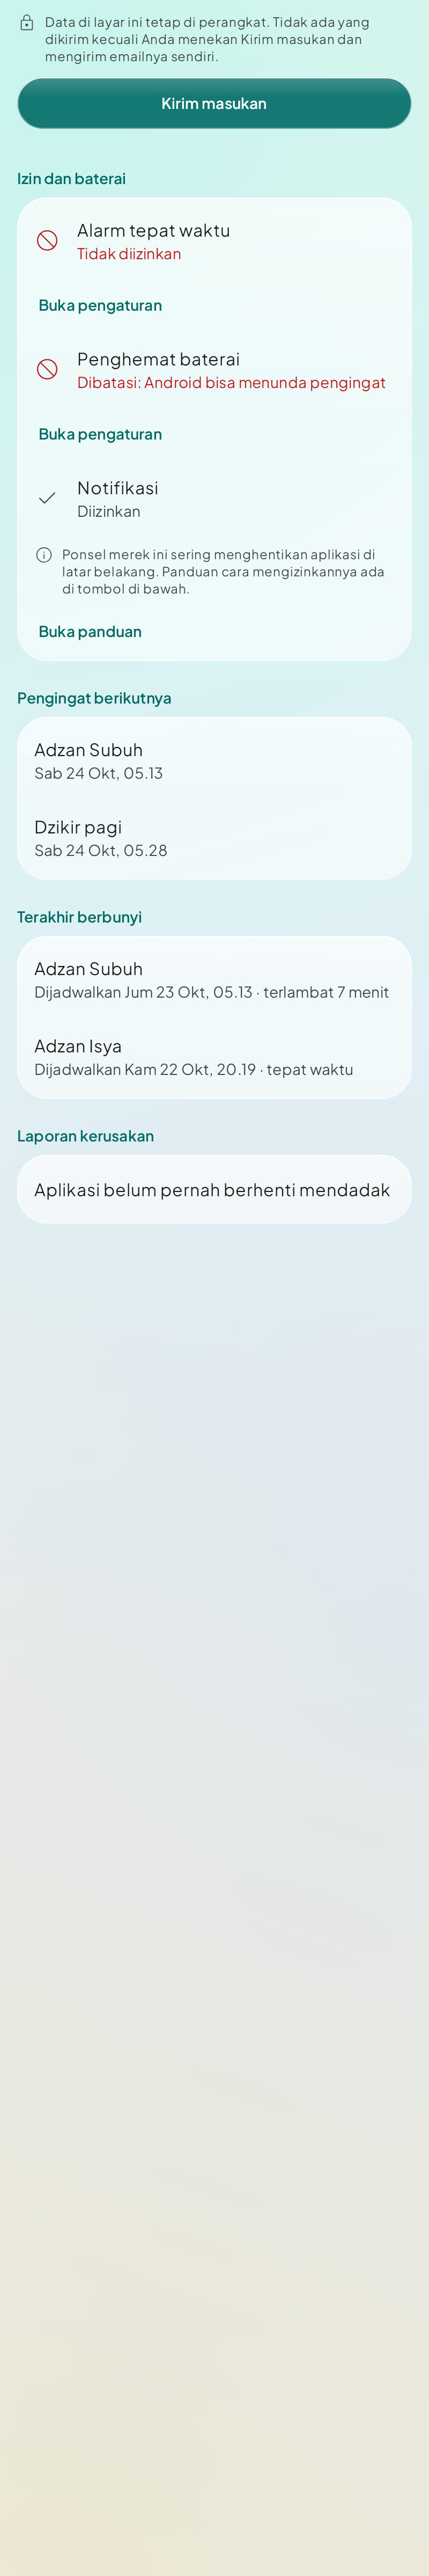 Data di layar ini tetap di perangkat. Tidak ada yang
dikirim kecuali Anda menekan Kirim masukan dan
mengirim emailnya sendiri.
Kirim masukan
Izin dan baterai
Alarm tepat waktu
Tidak diizinkan
Buka pengaturan
Penghemat baterai
Dibatasi: Android bisa menunda pengingat
Buka pengaturan
Notifikasi
Diizinkan
Ponsel merek ini sering menghentikan aplikasi di
latar belakang. Panduan cara mengizinkannya ada
di tombol di bawah.
Buka panduan
Pengingat berikutnya
Adzan Subuh
Sab 24 Okt, 05.13
Dzikir pagi
Sab 24 Okt, 05.28
Terakhir berbunyi
Adzan Subuh
Dijadwalkan Jum 23 Okt, 05.13 · terlambat 7 menit
Adzan Isya
Dijadwalkan Kam 22 Okt, 20.19 · tepat waktu
Laporan kerusakan
Aplikasi belum pernah berhenti mendadak